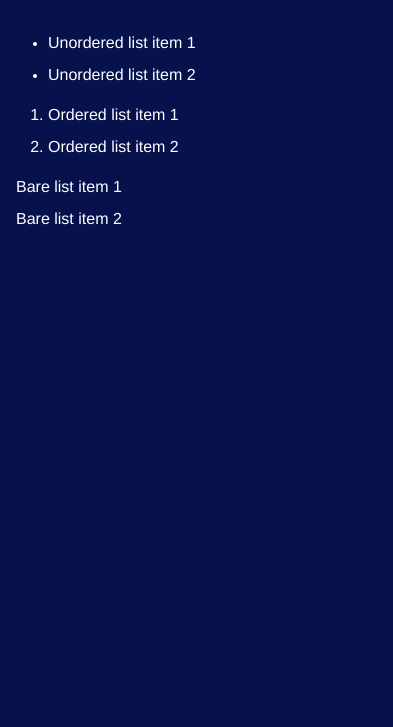 • Unordered list item 1
• Unordered list item 2
1. Ordered list item 1
2. Ordered list item 2
Bare list item 1
Bare list item 2